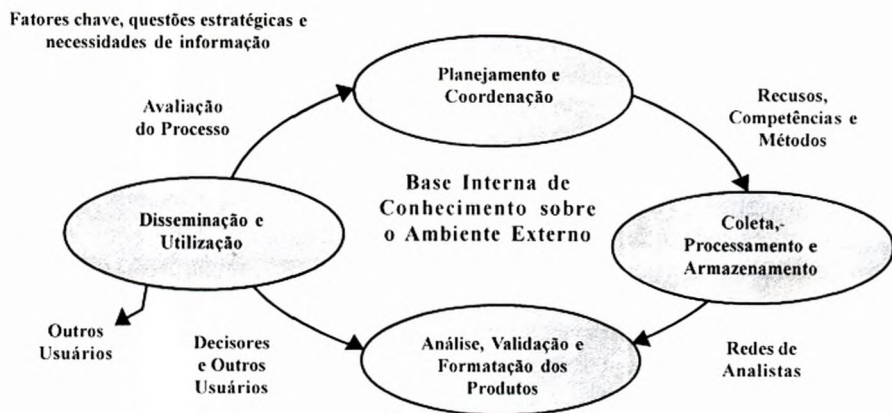 Fatores chave, questões estratégicas e
necessidades de informação
Planejamento e
Coordenação
Avaliação
do Processo
Recusos,
Competências e
Métodos
Base Interna de
Conhecimento sobre
o Ambiente Externo
Disseminação e
Utilização
Coleta,
Processamento e
Armazenamento
Outros
Usuários
Decisores
e Outros
Usuários
Análise, Validação e
Formatação dos
Produtos
Redes de
Analistas